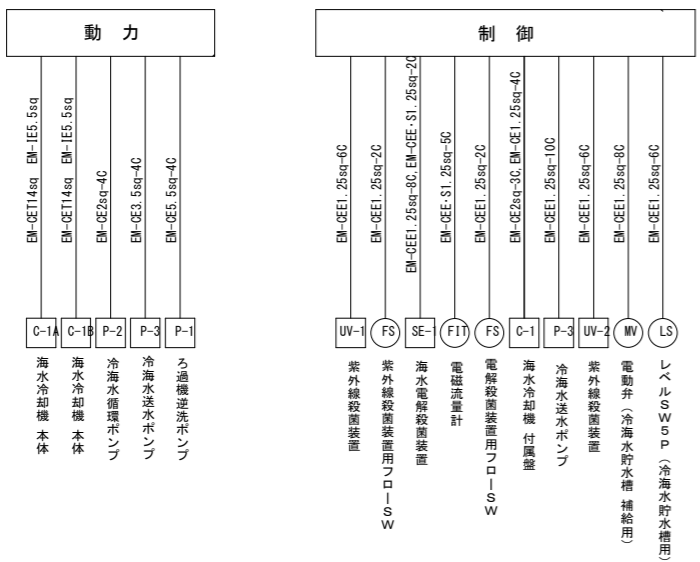 動 力
制 御
EM-CET14sq EM-IE5.5sq
EM-CET14sq EM-IE5.5sq
EM-CE2sq-4C
EM-CE3.5sq-4C
EM-CE5.5sq-4C
EM-CEE1.25sq-6C
EM-CEE1.25sq-2C
EM-CEE1.25sq-8C, EM-CEE-S1.25sq-2C
EM-CEE-S1.25sq-5C
EM-CEE1.25sq-2C
EM-CE2sq-3C, EM-CE1.25sq-4C
EM-CEE1.25sq-10C
EM-CEE1.25sq-6C
EM-CEE1.25sq-8C
EM-CEE1.25sq-6C
C-1A
C-1B
P-2
P-3
P-1
UV-1
FS
SE-1
FIT
FS
C-1
P-3
UV-2
MV
LS
海水冷却機 本体
海水冷却機 本体
冷海水循環ポンプ
冷海水送水ポンプ
ろ過機逆洗ポンプ
紫外線殺菌装置
紫外線殺菌装置用フローSW
海水電解殺菌装置
電磁流量計
電解殺菌装置用フローSW
海水冷却機 付属盤
冷海水送水ポンプ
紫外線殺菌装置
電動弁(冷海水貯水槽 補給用)
レベルSW5P(冷海水貯水槽用)